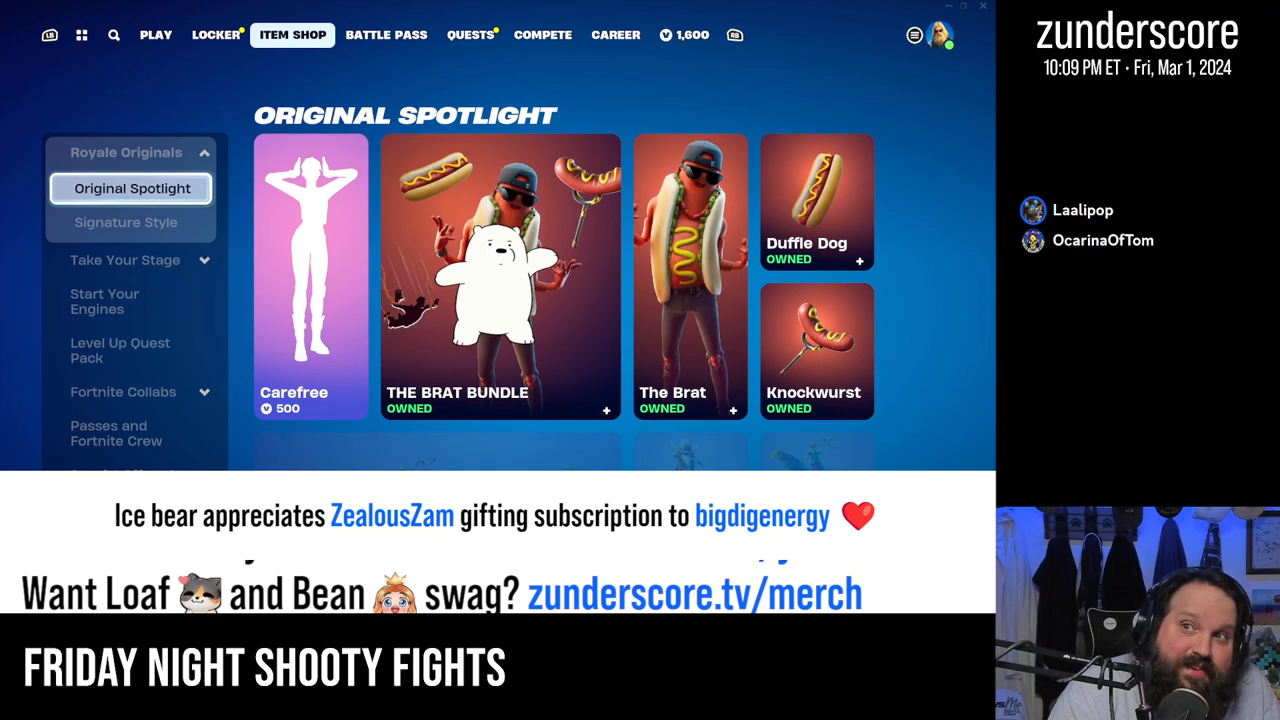 zunderscore
10:09 PM ET · Fri, Mar 1, 2024
LB PLAY LOCKER ITEM SHOP BATTLE PASS QUESTS COMPETE CAREER 1,600 RB
ORIGINAL SPOTLIGHT
Royale Originals
Original Spotlight
Signature Style
Take Your Stage
Start Your
Engines
Level Up Quest
Pack
Fortnite Collabs
Passes and
Fortnite Crew
Carefree
500
THE BRAT BUNDLE
OWNED
The Brat
OWNED
Duffle Dog
OWNED
Knockwurst
OWNED
Laalipop
OcarinaOfTom
Ice bear appreciates ZealousZam gifting subscription to bigdigenergy ❤️
Want Loaf and Bean swag? zunderscore.tv/merch
FRIDAY NIGHT SHOOTY FIGHTS